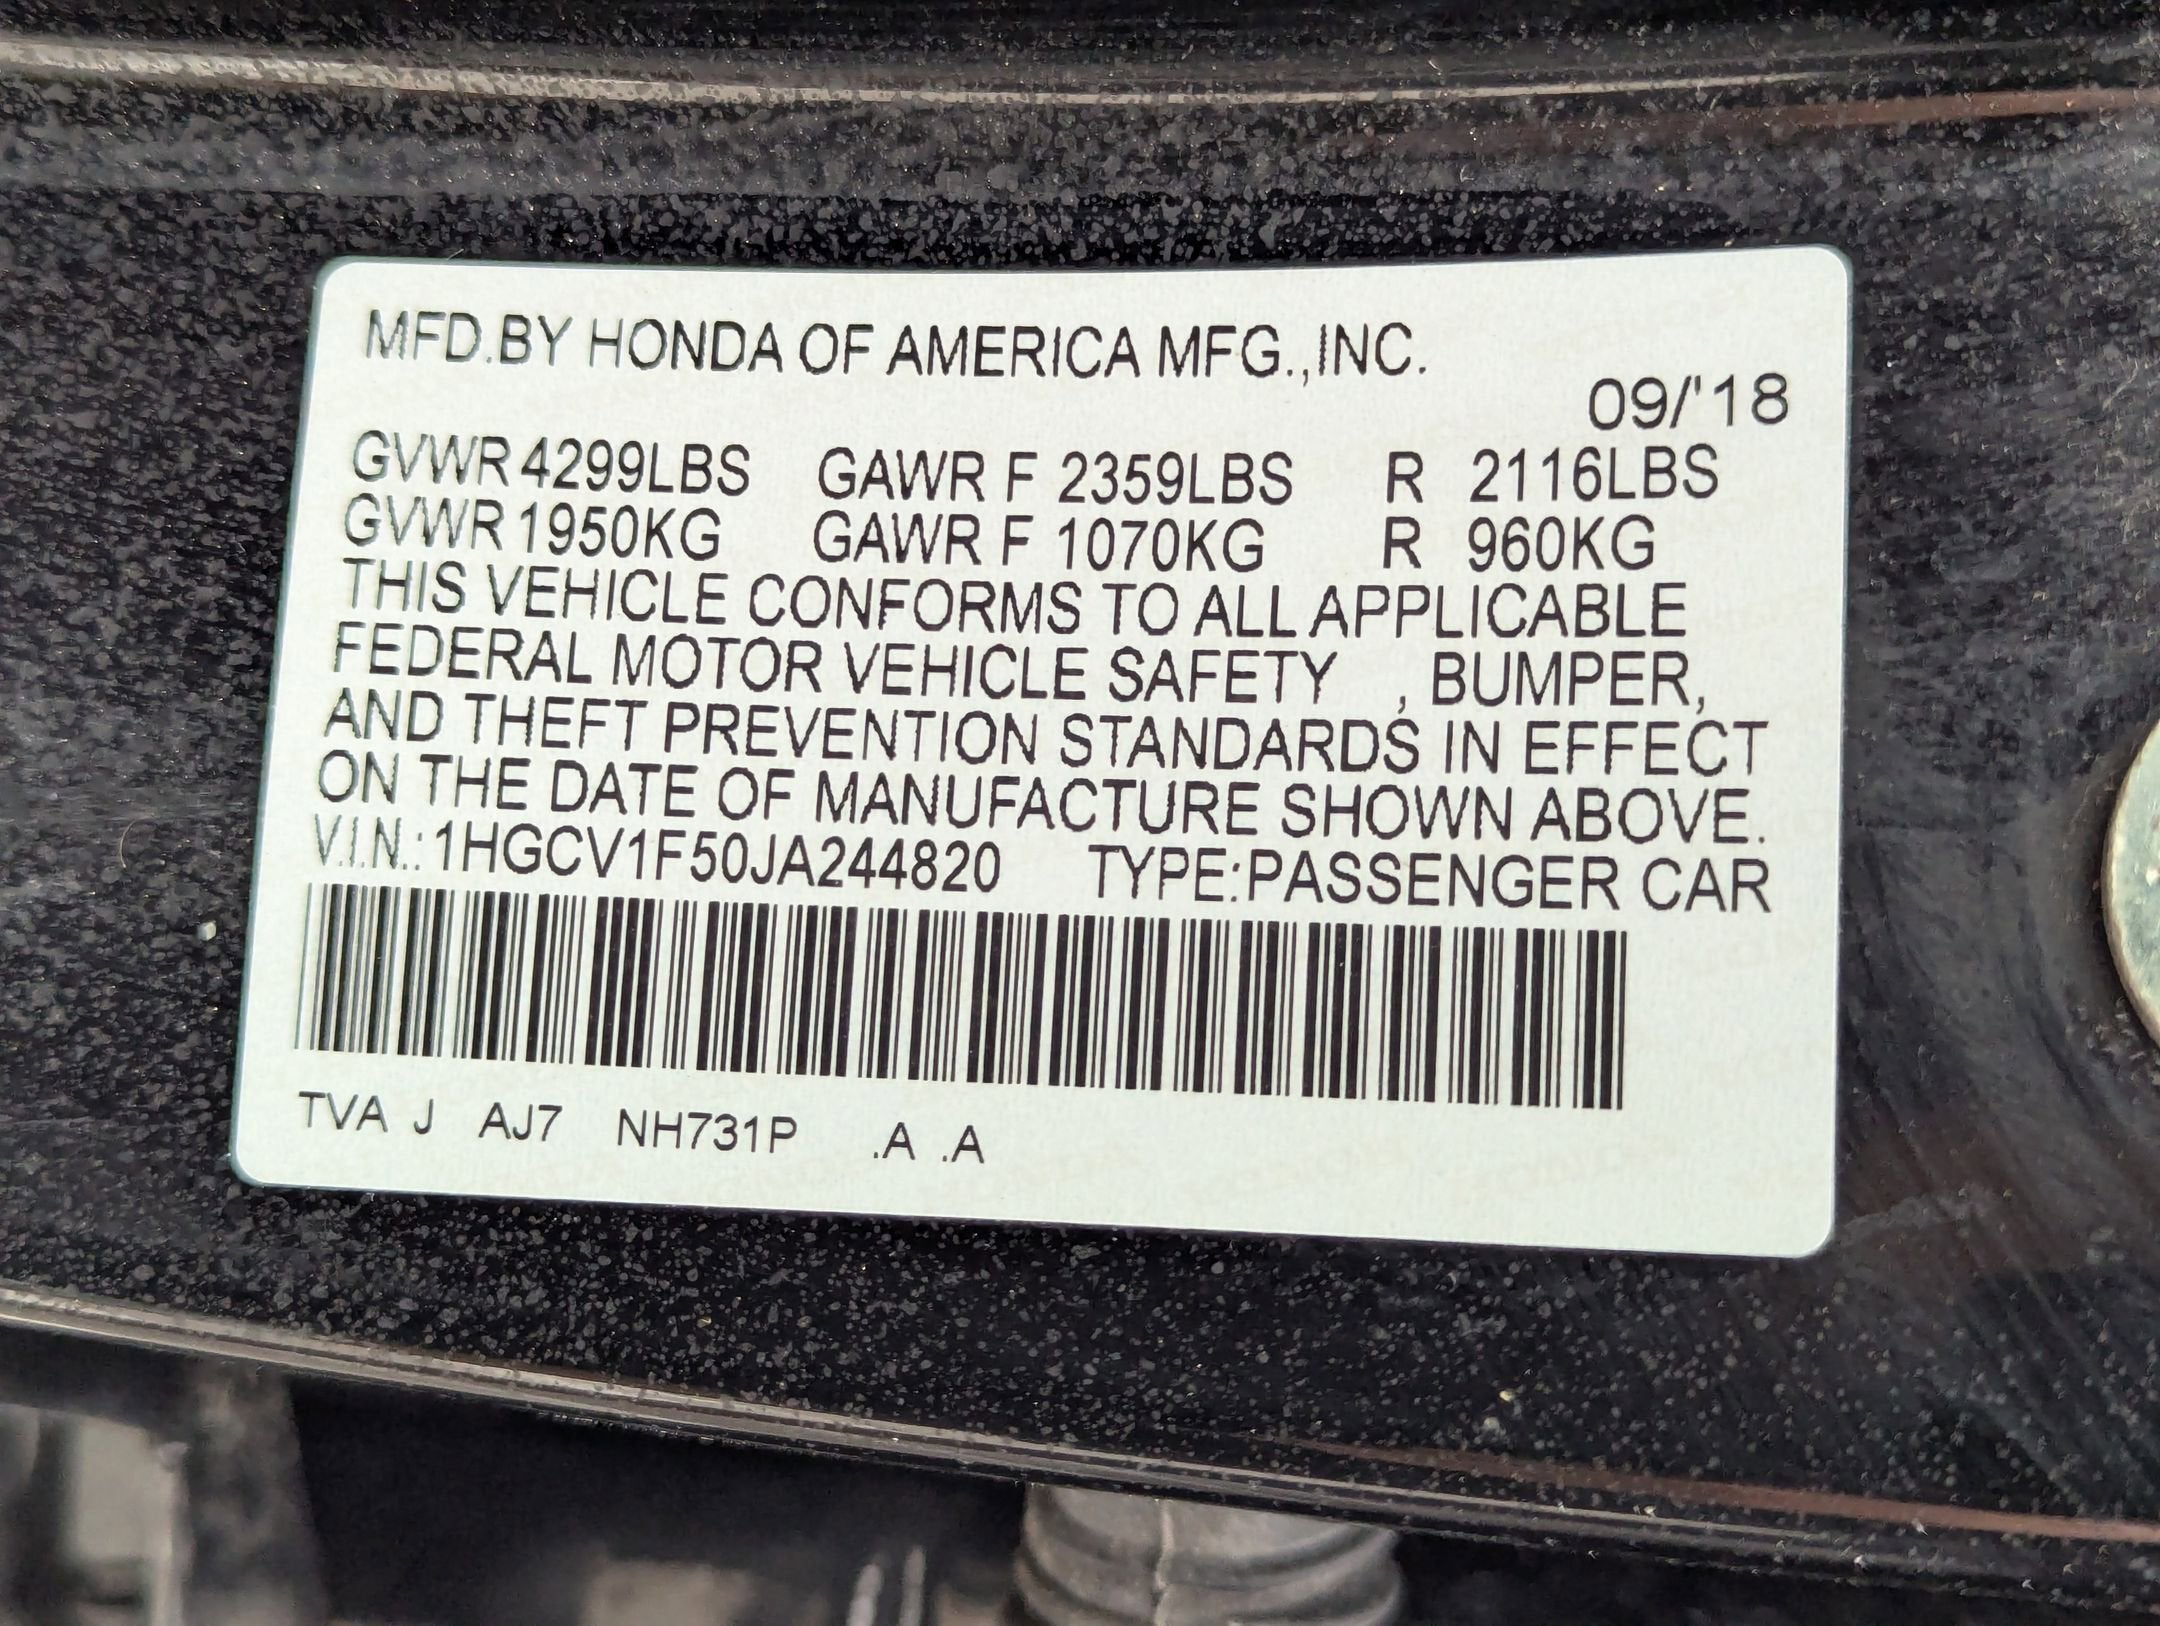 MFD.BY HONDA OF AMERICA MFG.,INC.
09/'18
GVWR 4299LBS GAWR F 2359LBS R 2116LBS
GVWR 1950KG GAWR F 1070KG R 960KG
THIS VEHICLE CONFORMS TO ALL APPLICABLE
FEDERAL MOTOR VEHICLE SAFETY , BUMPER,
AND THEFT PREVENTION STANDARDS IN EFFECT
ON THE DATE OF MANUFACTURE SHOWN ABOVE.
V.I.N.: 1HGCV1F50JA244820 TYPE:PASSENGER CAR
TVA J AJ7 NH731P .A .A